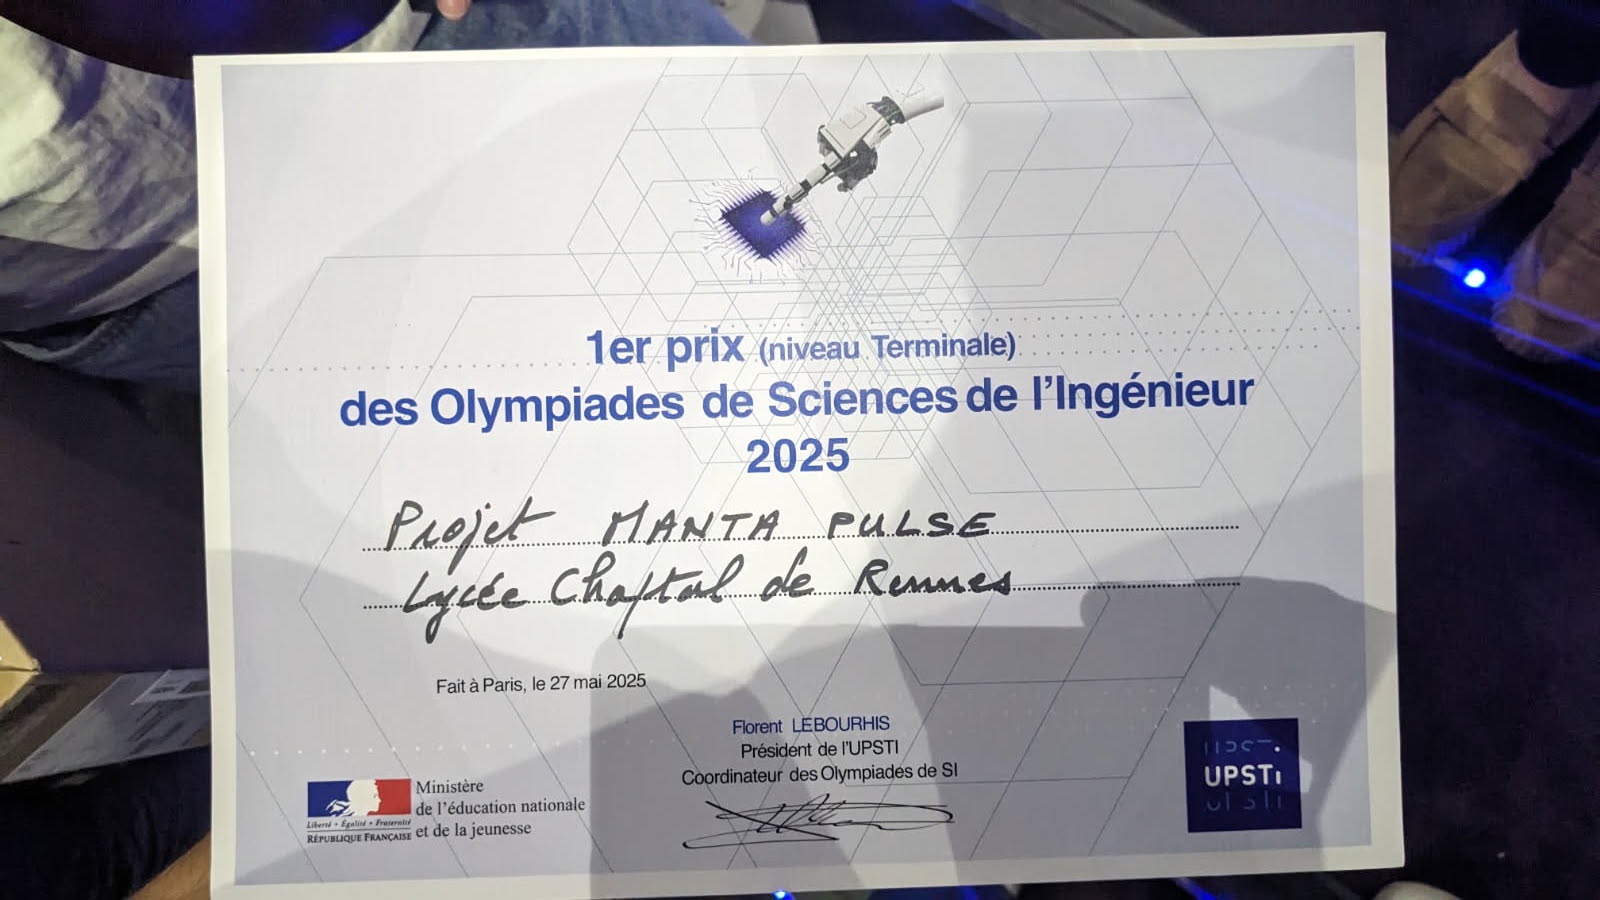 1er prix (niveau Terminale)
des Olympiades de Sciences de l'Ingénieur
2025
Projet MANTA PULSE
Lycée Chaptal de Rennes
Fait à Paris, le 27 mai 2025
Florent LEBOURHIS
Président de l'UPSTI
Coordinateur des Olympiades de SI
Liberté • Égalité • Fraternité
RÉPUBLIQUE FRANÇAISE
Ministère
de l'éducation nationale
et de la jeunesse
UPSTI